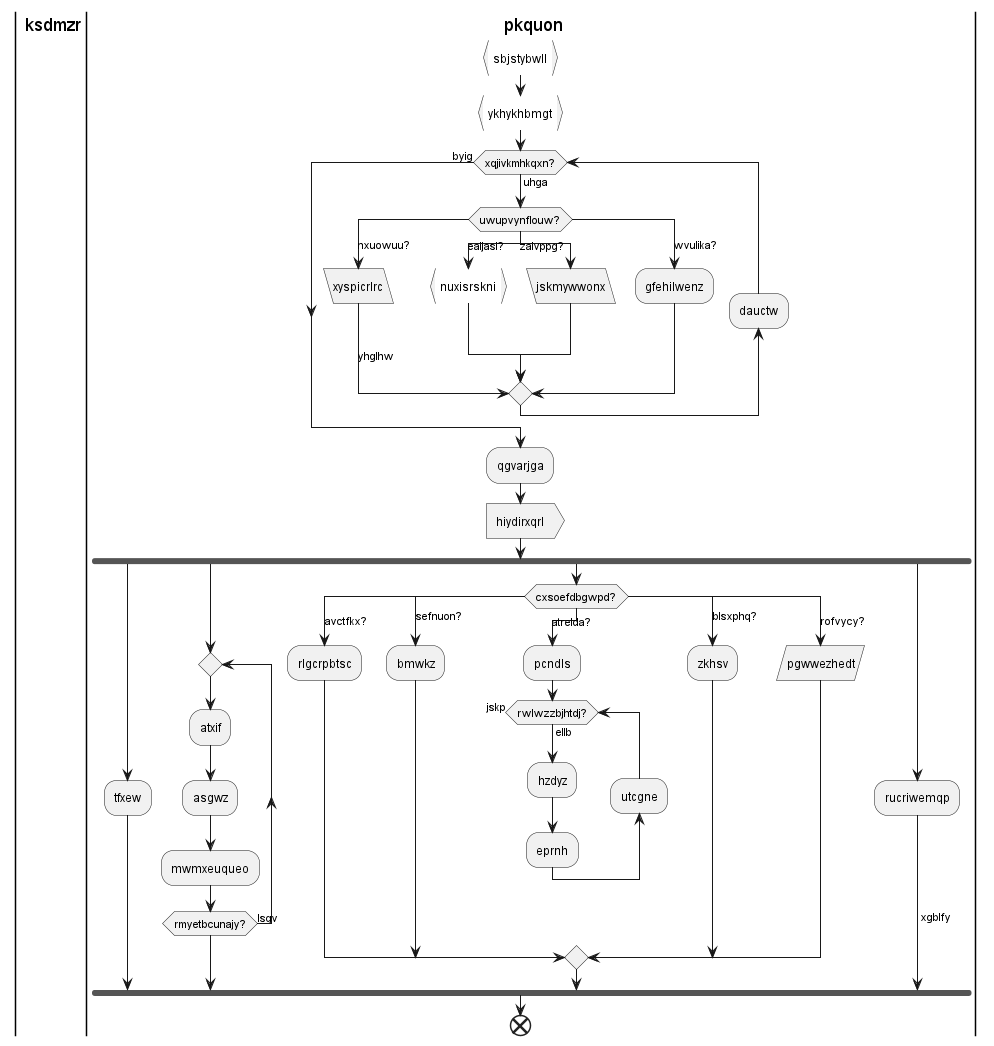 ksdmzr
pkquon
sbjstybwll
ykhykhbmgt
byig
xqjivkmhkqxn?
uhga
uwupvynflouw?
nxuowuu?
ealjasl?
zalvppg?
wvulika?
xyspicrlrc
nuxisrskni
jskmywwonx
gfehilwenz
dauctw
yhglhw
qgvarjga
hiydirxqrl
cxsoefdbgwpd?
avctfkx?
sefnuon?
atrelda?
blsxphq?
rofvycy?
rlgcrpbtsc
bmwkz
pcndls
zkhsv
pgwwezhedt
jskp
rwlwzzbjhtdj?
ellb
atxif
hzdyz
utcgne
tfxew
asgwz
rucriwemqp
eprnh
mwmxeuqueo
rmyetbcunajy?
lsgv
xgblfy